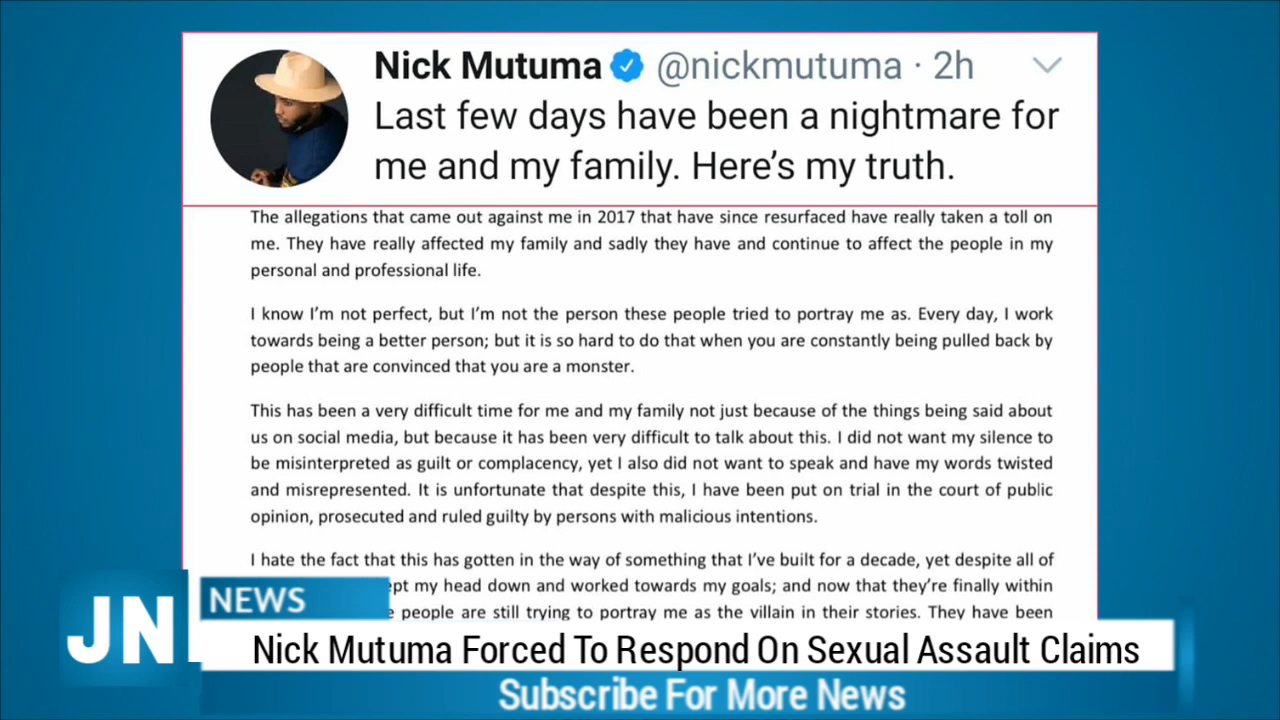 Nick Mutuma @nickmutuma · 2h
Last few days have been a nightmare for
me and my family. Here’s my truth.
The allegations that came out against me in 2017 that have since resurfaced have really taken a toll on
me. They have really affected my family and sadly they have and continue to affect the people in my
personal and professional life.
I know I’m not perfect, but I’m not the person these people tried to portray me as. Every day, I work
towards being a better person; but it is so hard to do that when you are constantly being pulled back by
people that are convinced that you are a monster.
This has been a very difficult time for me and my family not just because of the things being said about
us on social media, but because it has been very difficult to talk about this. I did not want my silence to
be misinterpreted as guilt or complacency, yet I also did not want to speak and have my words twisted
and misrepresented. It is unfortunate that despite this, I have been put on trial in the court of public
opinion, prosecuted and ruled guilty by persons with malicious intentions.
I hate the fact that this has gotten in the way of something that I’ve built for a decade, yet despite all of
my head down and worked towards my goals; and now that they’re finally within
people are still trying to portray me as the villain in their stories. They have been
JN NEWS
Nick Mutuma Forced To Respond On Sexual Assault Claims
Subscribe For More News